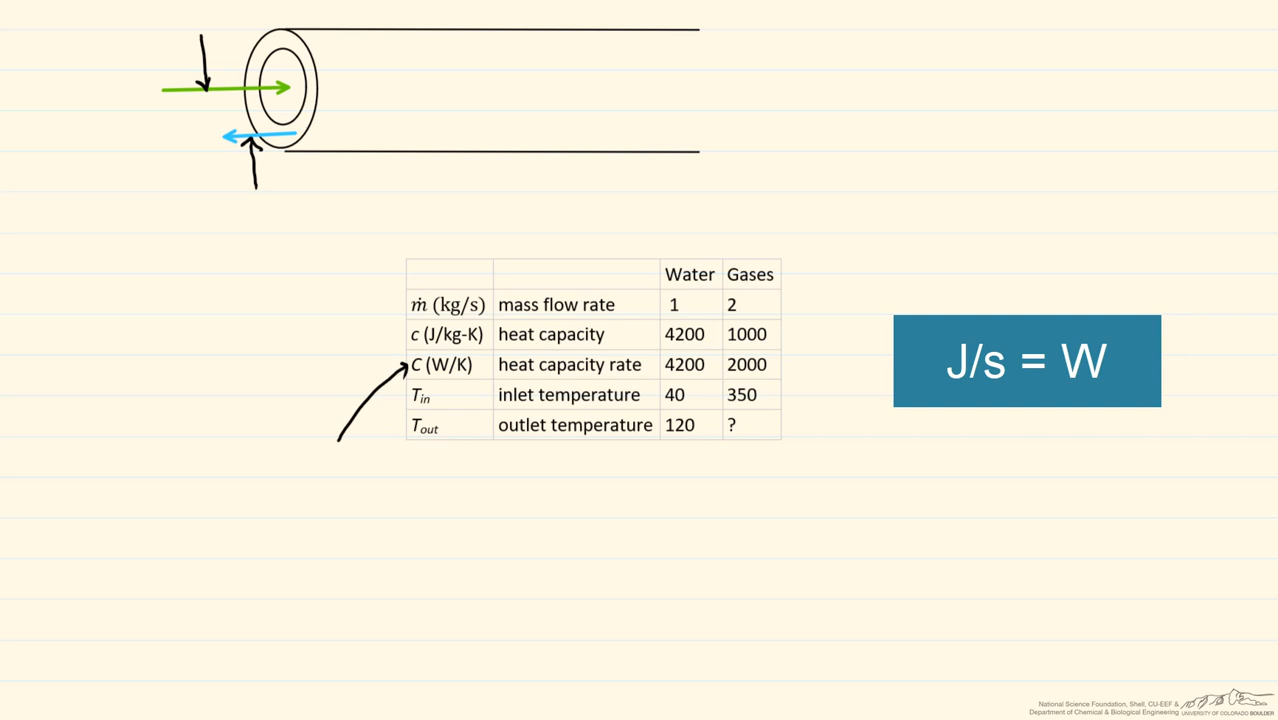 Water Gases
ṁ (kg/s) mass flow rate 1 2
c (J/kg-K) heat capacity 4200 1000
C (W/K) heat capacity rate 4200 2000
Tin inlet temperature 40 350
Tout outlet temperature 120 ?
J/s = W
National Science Foundation, Shell, CU-EEF &
Department of Chemical & Biological Engineering UNIVERSITY OF COLORADO BOULDER